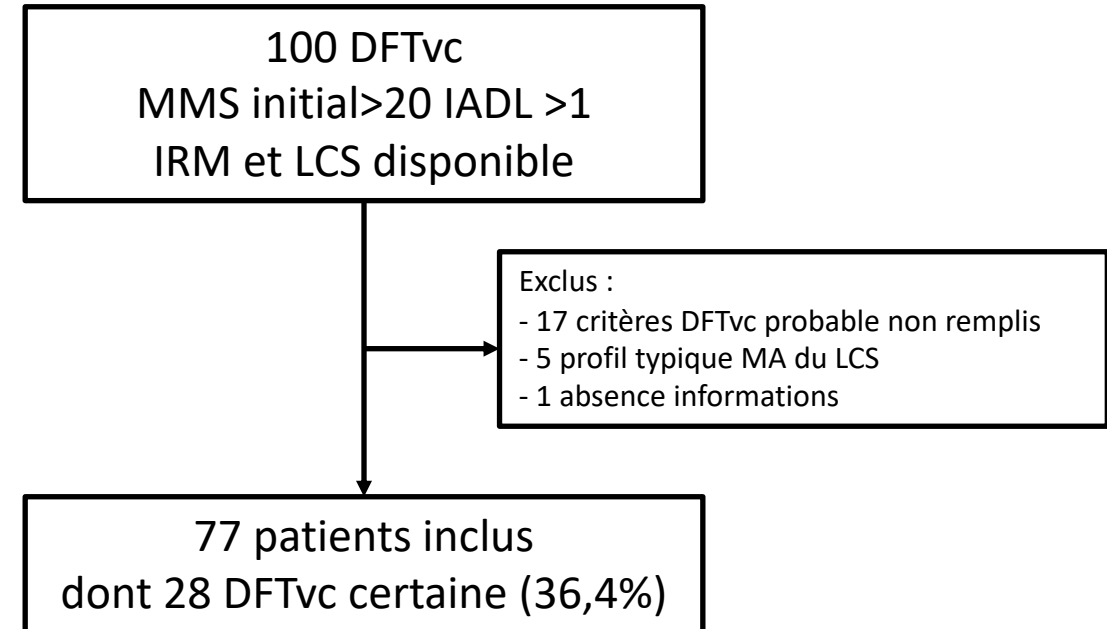 100 DFTvc
MMS initial>20 IADL >1
IRM et LCS disponible
Exclus :
- 17 critères DFTvc probable non remplis
- 5 profil typique MA du LCS
- 1 absence informations
77 patients inclus
dont 28 DFTvc certaine (36,4%)